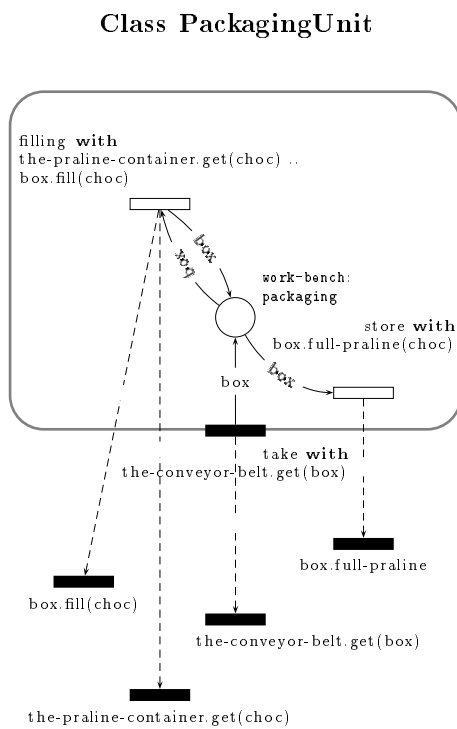 Class PackagingUnit
filling with
the-praline-container.get(choc) ..
box.fill(choc)
box
box
work-bench:
packaging
store with
box.full-praline(choc)
box
box
take with
the-conveyor-belt.get(box)
box.full-praline
box.fill(choc)
the-conveyor-belt.get(box)
the-praline-container.get(choc)